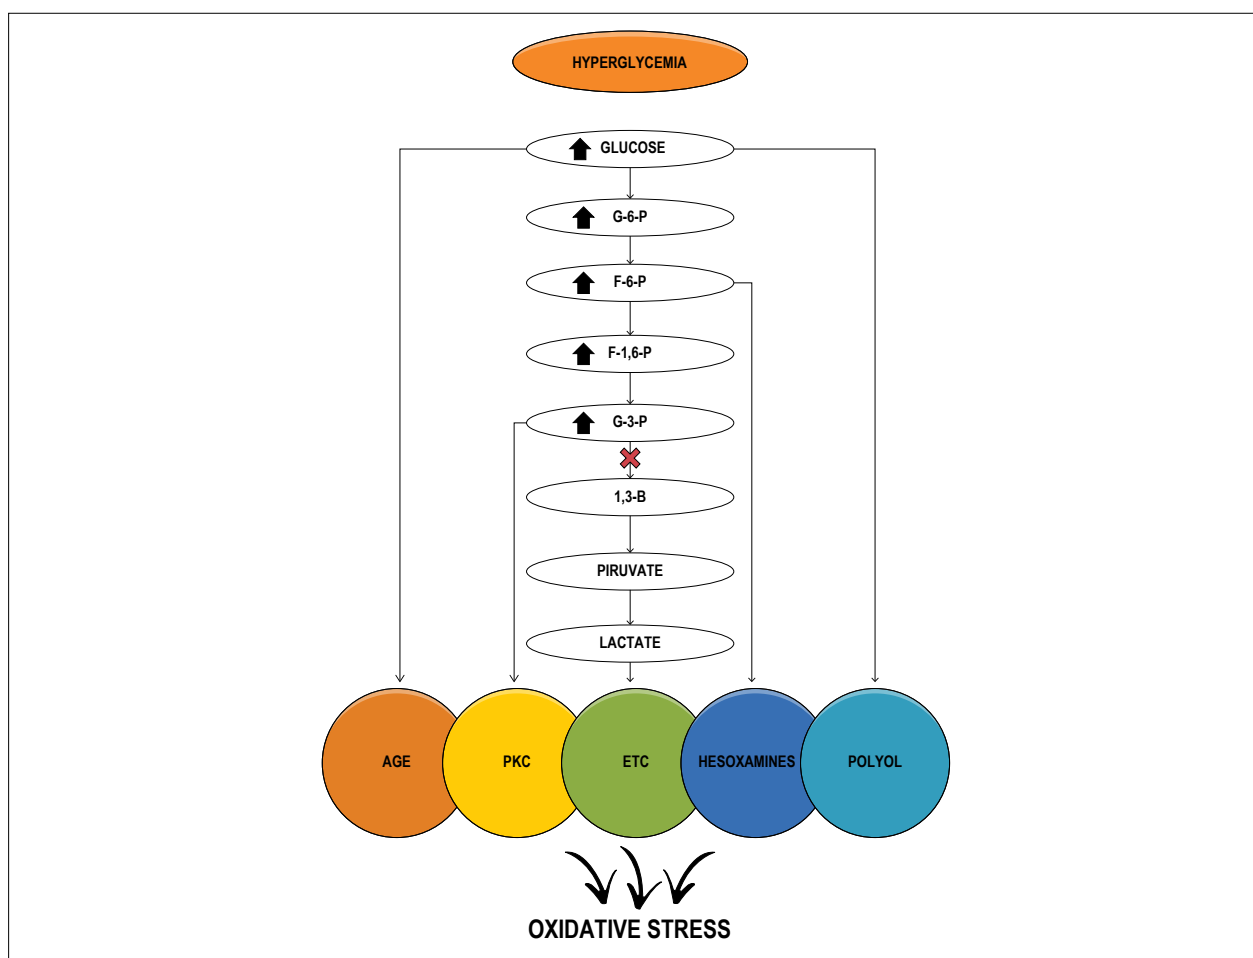 HYPERGLYCEMIA
GLUCOSE
G-6-P
F-6-P
F-1,6-P
G-3-P
1,3-B
PIRUVATE
LACTATE
AGE
PKC
ETC
HESOXAMINES
POLYOL
OXIDATIVE STRESS